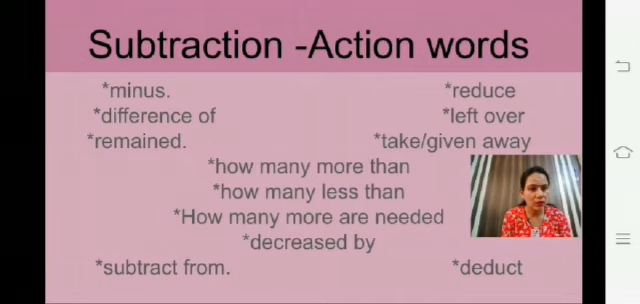 Subtraction -Action words
*minus. *reduce
*difference of *left over
*remained. *take/given away
*how many more than
*how many less than
*How many more are needed
*decreased by
*subtract from. *deduct